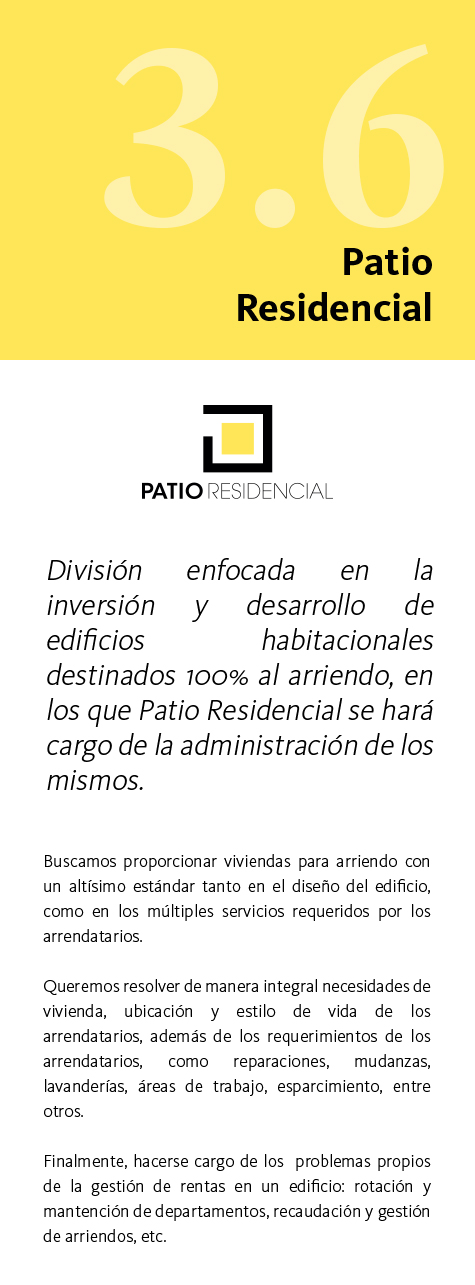 3.6
Patio
Residencial
PATIO RESIDENCIAL
División enfocada en la
inversión y desarrollo de
edificios habitacionales
destinados 100% al arriendo, en
los que Patio Residencial se hará
cargo de la administración de los
mismos.
Buscamos proporcionar viviendas para arriendo con
un altísimo estándar tanto en el diseño del edificio,
como en los múltiples servicios requeridos por los
arrendatarios.
Queremos resolver de manera integral necesidades de
vivienda, ubicación y estilo de vida de los
arrendatarios, además de los requerimientos de los
arrendatarios, como reparaciones, mudanzas,
lavanderías, áreas de trabajo, esparcimiento, entre
otros.
Finalmente, hacerse cargo de los problemas propios
de la gestión de rentas en un edificio: rotación y
mantención de departamentos, recaudación y gestión
de arriendos, etc.